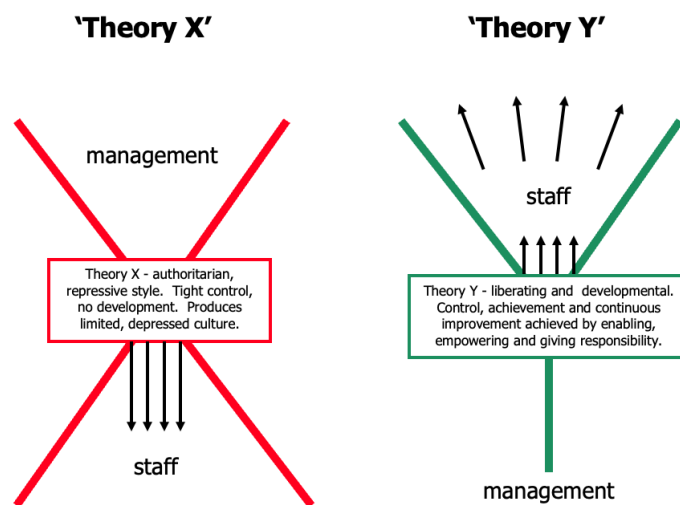 'Theory X'
management
Theory X - authoritarian,
repressive style. Tight control,
no development. Produces
limited, depressed culture.
staff
'Theory Y'
staff
Theory Y - liberating and developmental.
Control, achievement and continuous
improvement achieved by enabling,
empowering and giving responsibility.
management